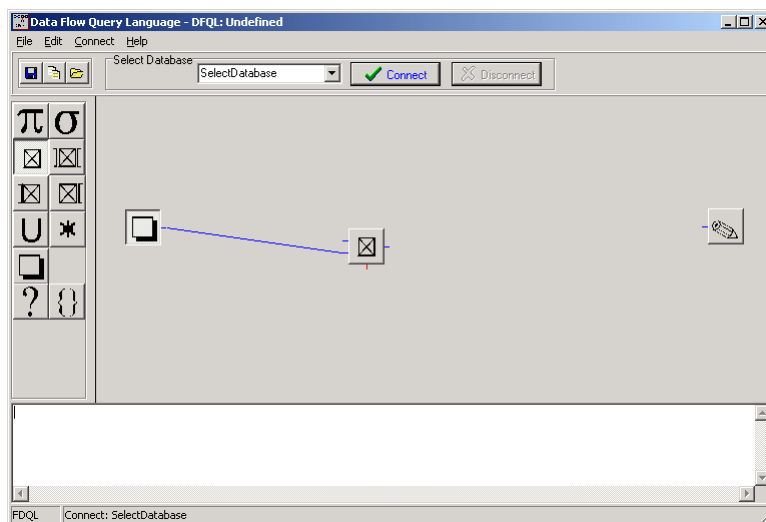 Data Flow Query Language - DFQL: Undefined
File Edit Connect Help
Select Database
SelectDatabase
Connect
Disconnect
π σ
U *
? {}
FDQL Connect: SelectDatabase